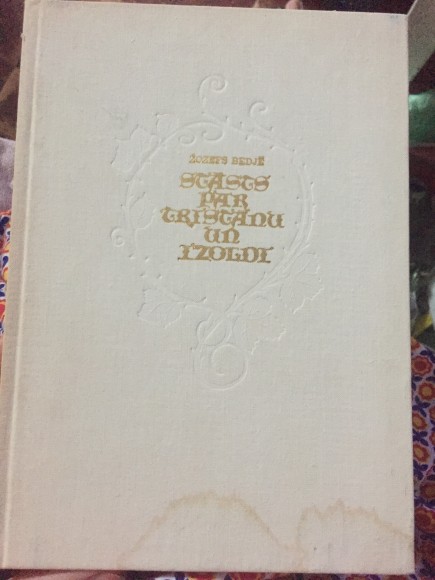 ŽOZEFS BEDJĒ
STĀSTS
PAR
TRISTANU
UN
IZOLDI